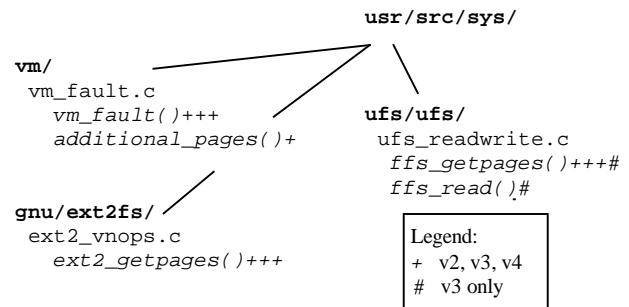 usr/src/sys/
vm/
vm_fault.c
vm_fault()+++
additional_pages()+
ufs/ufs/
ufs_readwrite.c
ffs_getpages()+++#
ffs_read()#
gnu/ext2fs/
ext2_vnops.c
ext2_getpages()+++
Legend:
+ v2, v3, v4
# v3 only